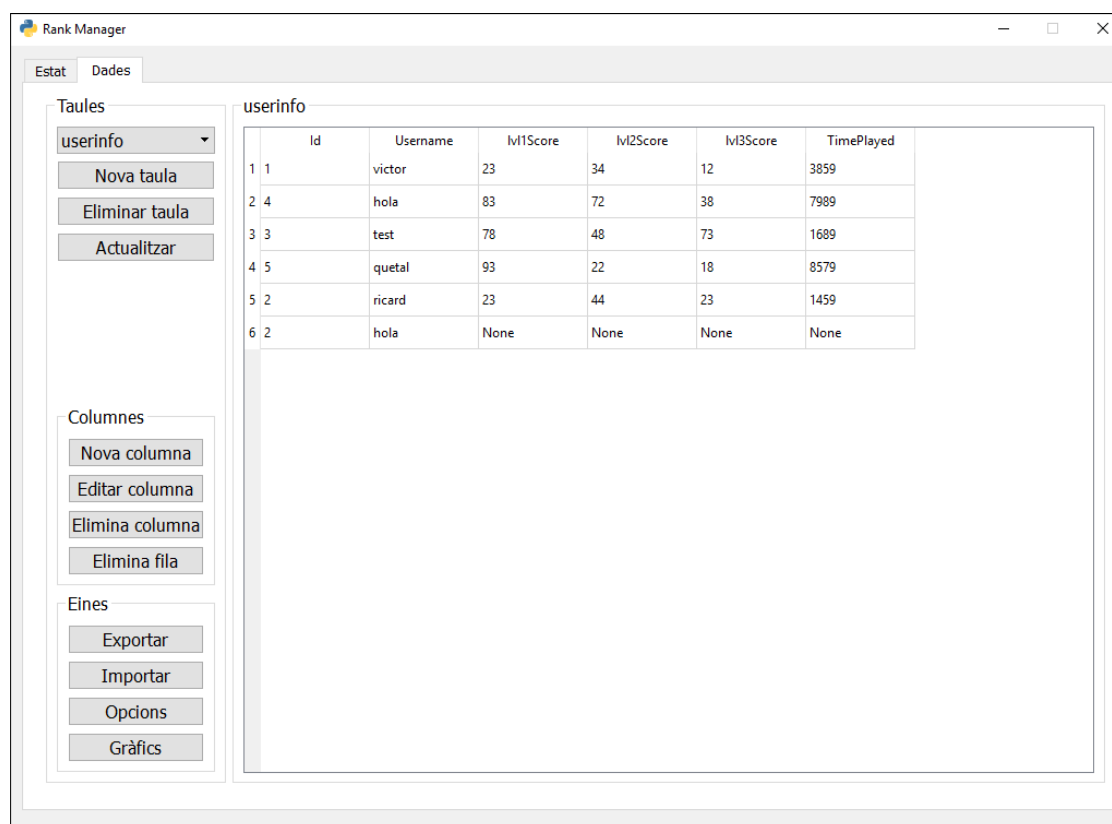 Rank Manager
Estat Dades
Taules
userinfo
Nova taula
Eliminar taula
Actualitzar
Columnes
Nova columna
Editar columna
Elimina columna
Elimina fila
Eines
Exportar
Importar
Opcions
Gràfics
userinfo
Id Username lvl1Score lvl2Score lvl3Score TimePlayed
1 1 victor 23 34 12 3859
2 4 hola 83 72 38 7989
3 3 test 78 48 73 1689
4 5 quetal 93 22 18 8579
5 2 ricard 23 44 23 1459
6 2 hola None None None None